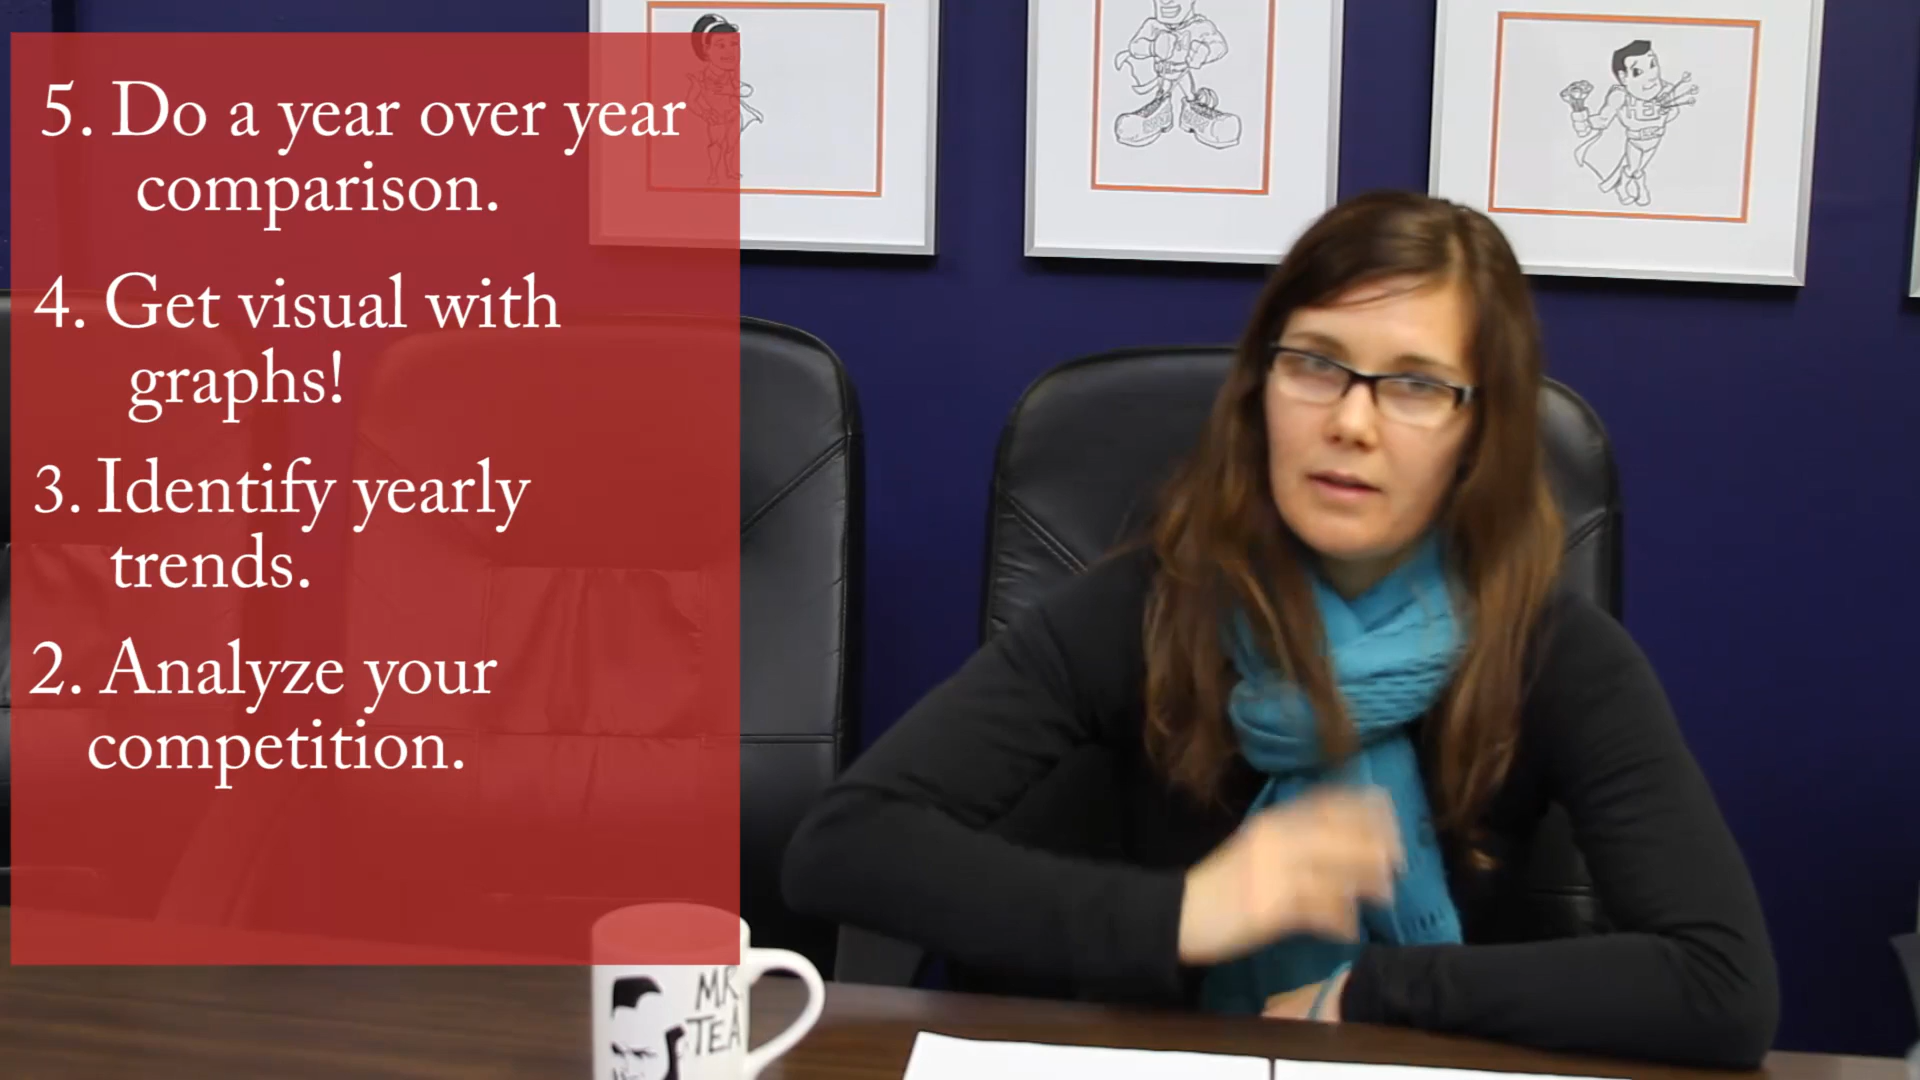 5. Do a year over year
comparison.
4. Get visual with
graphs!
3. Identify yearly
trends.
2. Analyze your
competition.
MR
TEA